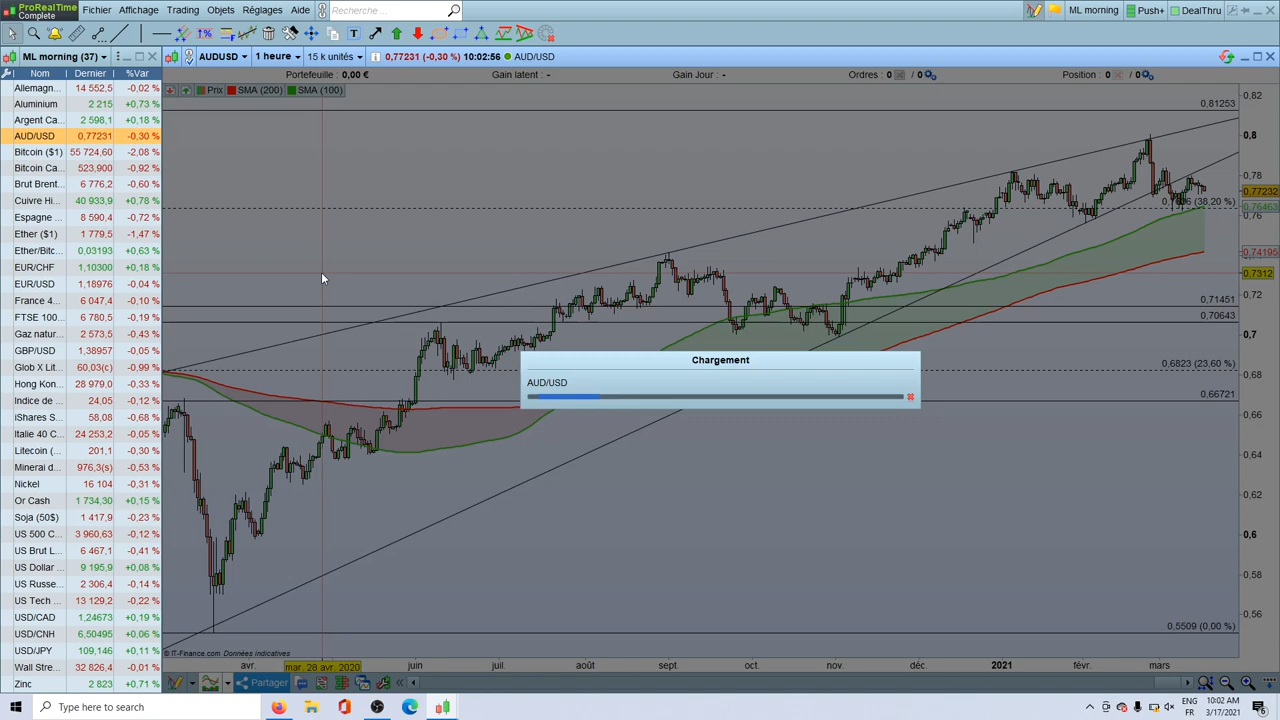 ProRealTime
Complete
Fichier Affichage Trading Objets Réglages Aide
Recherche ...
ML morning Push+ DealThru
ML morning (37)
AUDUSD 1 heure 15 k unités 0,77231 (-0,30 %) 10:02:56 AUD/USD
Nom Dernier %Var
Portefeuille : 0,00 € Gain latent : - Gain Jour : - Ordres : 0 / 0 Position : 0 / 0
Prix SMA (200) SMA (100)
Allemagn... 14 552,5 -0,02 %
Aluminium 2 215 +0,73 %
Argent Ca... 2 598,1 +0,18 %
AUD/USD 0,77231 -0,30 %
Bitcoin ($1) 55 724,60 -2,08 %
Bitcoin Ca... 523,900 -0,92 %
Brut Brent... 6 776,2 -0,60 %
Cuivre Hi... 40 933,9 +0,78 %
Espagne ... 8 590,4 -0,72 %
Ether ($1) 1 779,5 -1,47 %
Ether/Bitc... 0,03193 +0,63 %
EUR/CHF 1,10300 +0,18 %
EUR/USD 1,18976 -0,04 %
France 4... 6 047,4 -0,10 %
FTSE 100... 6 780,5 -0,19 %
Gaz natur... 2 573,5 -0,43 %
GBP/USD 1,38957 -0,05 %
Glob X Lit... 60,03(c) -0,99 %
Hong Kon... 28 979,0 -0,33 %
Indice de ... 24,05 -0,12 %
iShares S... 58,08 -0,68 %
Italie 40 C... 24 253,2 -0,05 %
Litecoin (... 201,1 -0,30 %
Minerai d... 976,3(s) -0,53 %
Nickel 16 104 -0,31 %
Or Cash 1 734,30 +0,15 %
Soja (50$) 1 417,9 -0,23 %
US 500 C... 3 960,63 -0,12 %
US Brut L... 6 467,1 -0,41 %
US Dollar ... 9 195,9 +0,08 %
US Russe... 2 306,4 -0,14 %
US Tech ... 13 129,2 -0,22 %
USD/CAD 1,24673 +0,19 %
USD/CNH 6,50495 +0,06 %
USD/JPY 109,146 +0,11 %
Wall Stre... 32 826,4 -0,01 %
Zinc 2 823 +0,71 %
0,82
0,81253
0,8
0,78
0,77232
(38,20 %)
0,76463
0,76
0,74195
0,7312
0,72
0,71451
0,70643
0,7
0,6823 (23,60 %)
0,68
0,66721
0,66
0,64
0,62
0,6
0,58
0,56
0,5509 (0,00 %)
Chargement
AUD/USD
© IT-Finance.com Données indicatives
avr. mar. 28 avr. 2020 juin juil. août sept. oct. nov. déc. 2021 févr. mars
Partager
Type here to search
ENG
FR
10:02 AM
3/17/2021
6